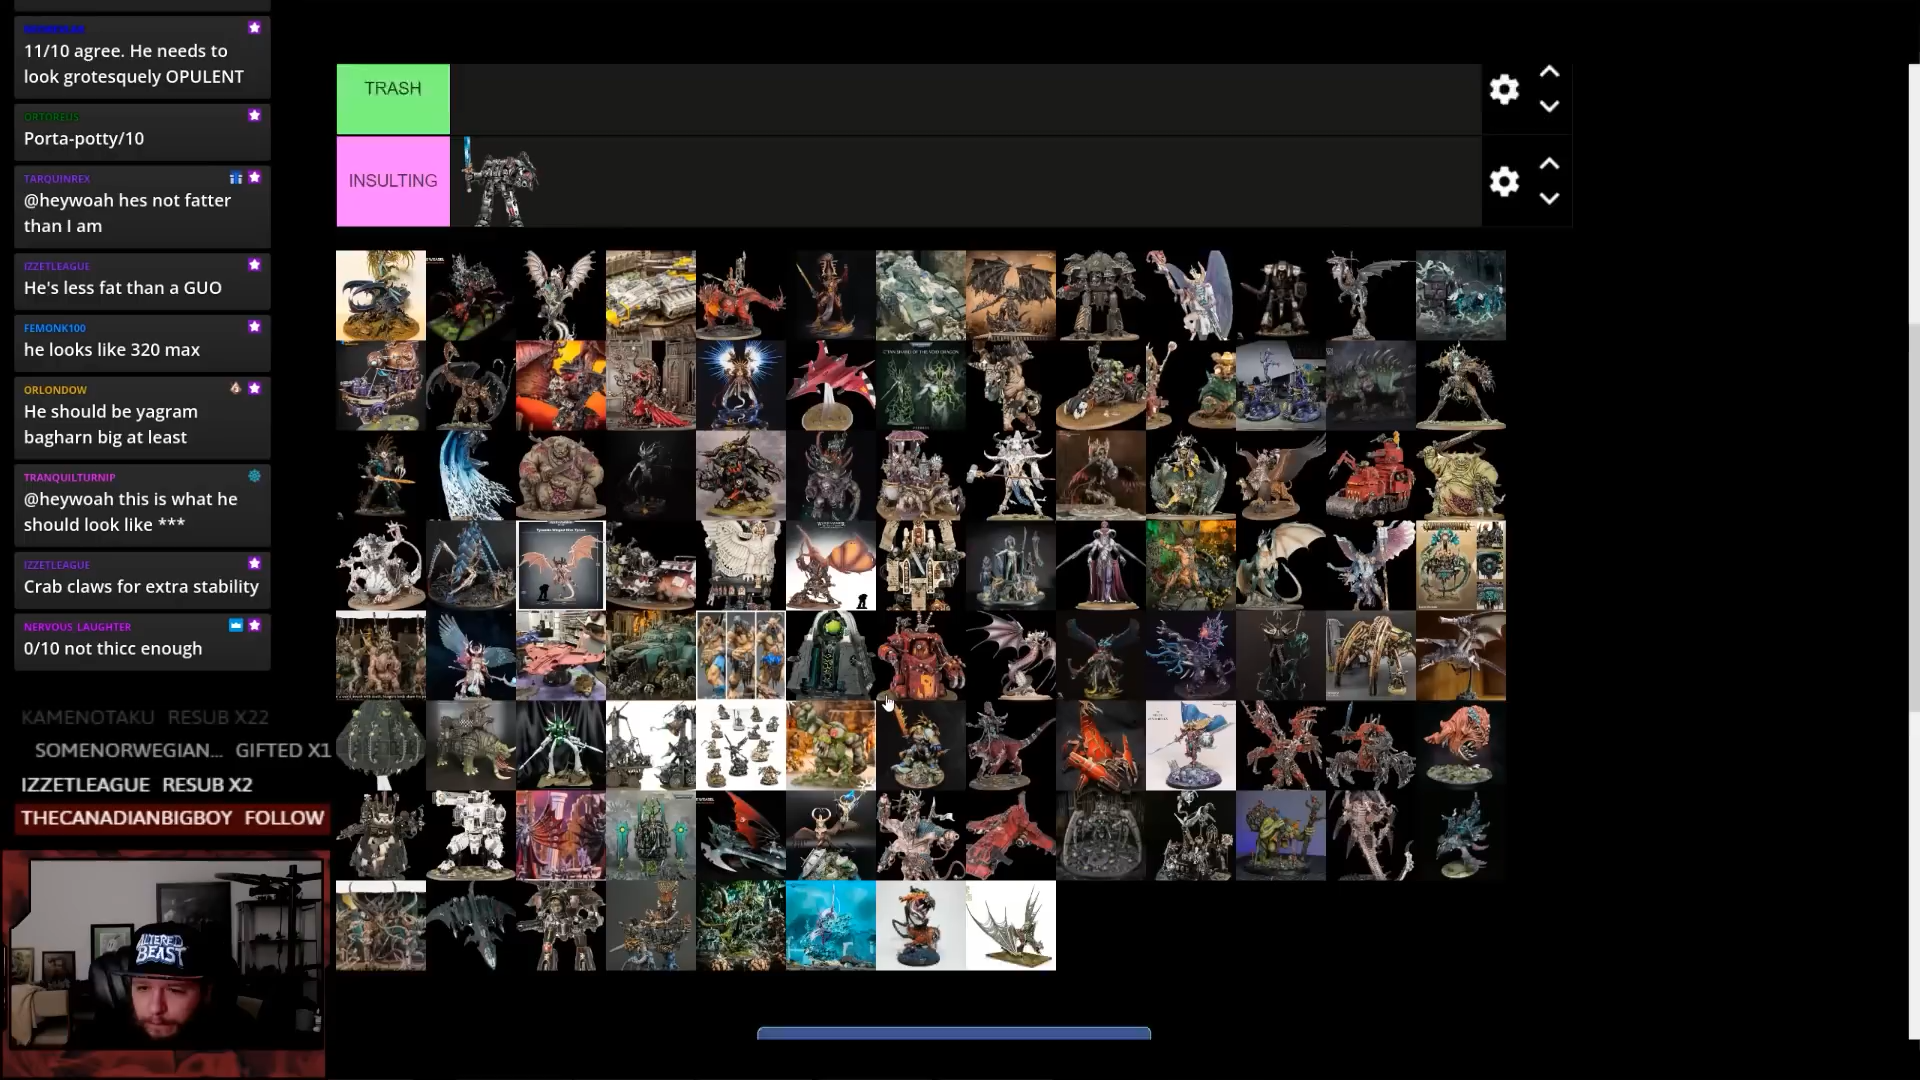 11/10 agree. He needs to
look grotesquely OPULENT
ORTOREUS
Porta-potty/10
TARQUINREX
@heywoah hes not fatter
than I am
IZZETLEAGUE
He's less fat than a GUO
FEMONK100
he looks like 320 max
ORLONDOW
He should be yagram
bagharn big at least
TRANQUILTURNIP
@heywoah this is what he
should look like ***
IZZETLEAGUE
Crab claws for extra stability
NERVOUS_LAUGHTER
0/10 not thicc enough
KAMENOTAKU RESUB X22
SOMENORWEGIAN... GIFTED X1
IZZETLEAGUE RESUB X2
THECANADIANBIGBOY FOLLOW
ALTERED
BEAST
TRASH
INSULTING